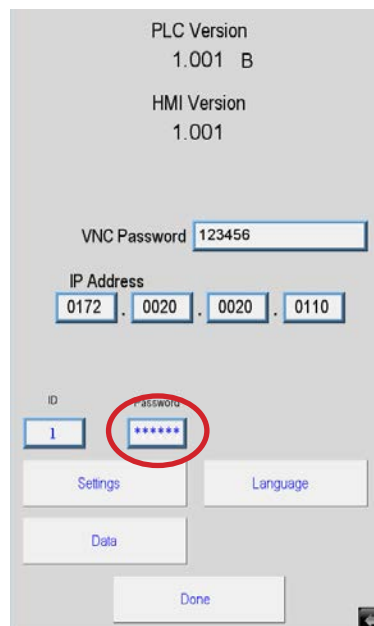 PLC Version
1.001 B
HMI Version
1.001
VNC Password 123456
IP Address
0172 . 0020 . 0020 . 0110
ID Password
1 ******
Settings Language
Data
Done